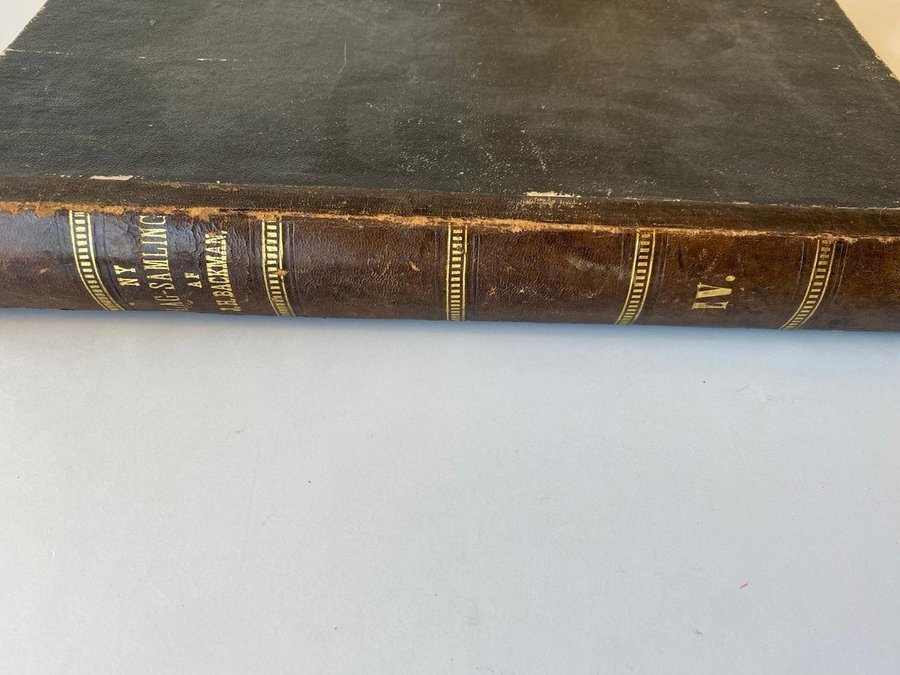 NY
LAG-SAMLING
AF
J. E. BACKMAN.
IV.